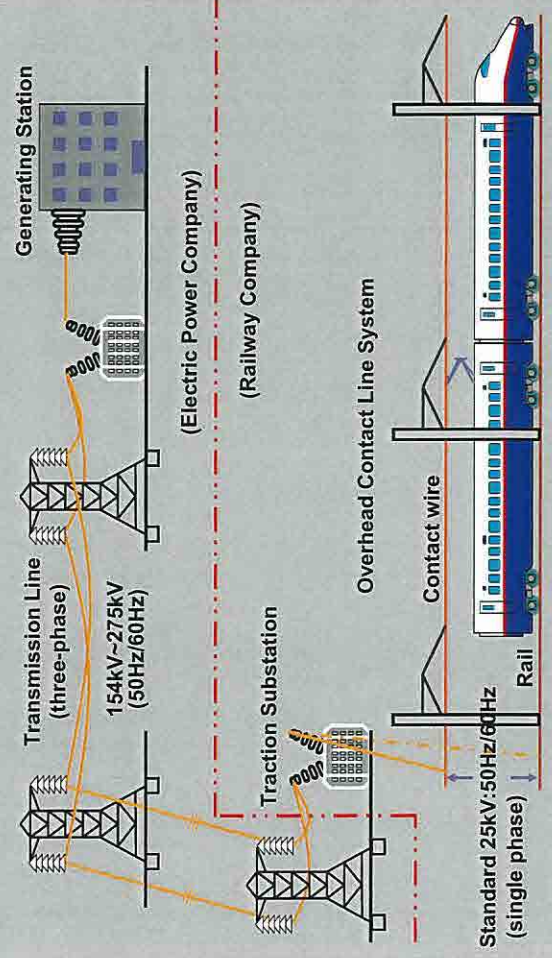 Generating Station
Transmission Line
(three-phase)
154kV~275kV
(50Hz/60Hz)
(Electric Power Company)
(Railway Company)
Traction Substation
Overhead Contact Line System
Contact wire
Standard 25kV·50Hz/60Hz
(single phase)
Rail